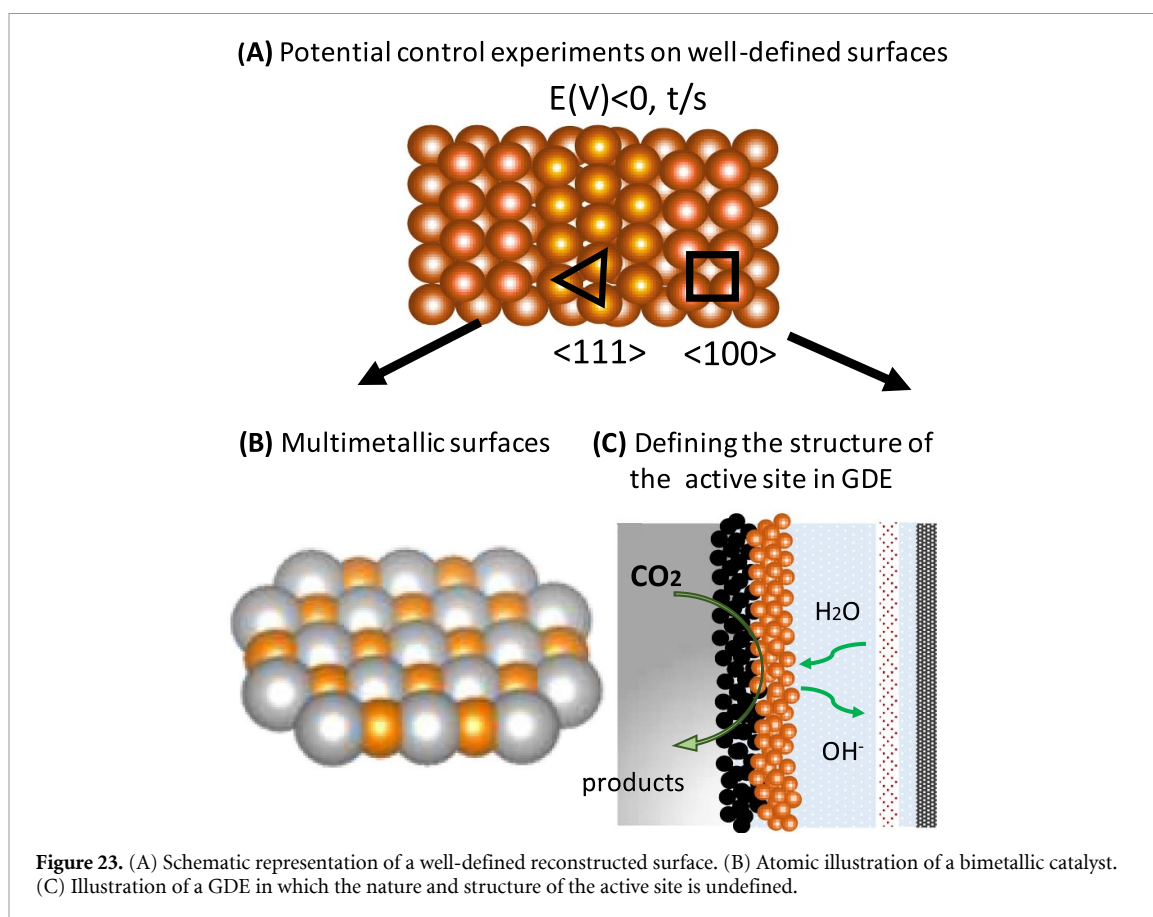 (A) Potential control experiments on well-defined surfaces
E(V)<0, t/s
<111> <100>
(B) Multimetallic surfaces
(C) Defining the structure of
the active site in GDE
CO2
H2O
OH-
products
Figure 23. (A) Schematic representation of a well-defined reconstructed surface. (B) Atomic illustration of a bimetallic catalyst.
(C) Illustration of a GDE in which the nature and structure of the active site is undefined.